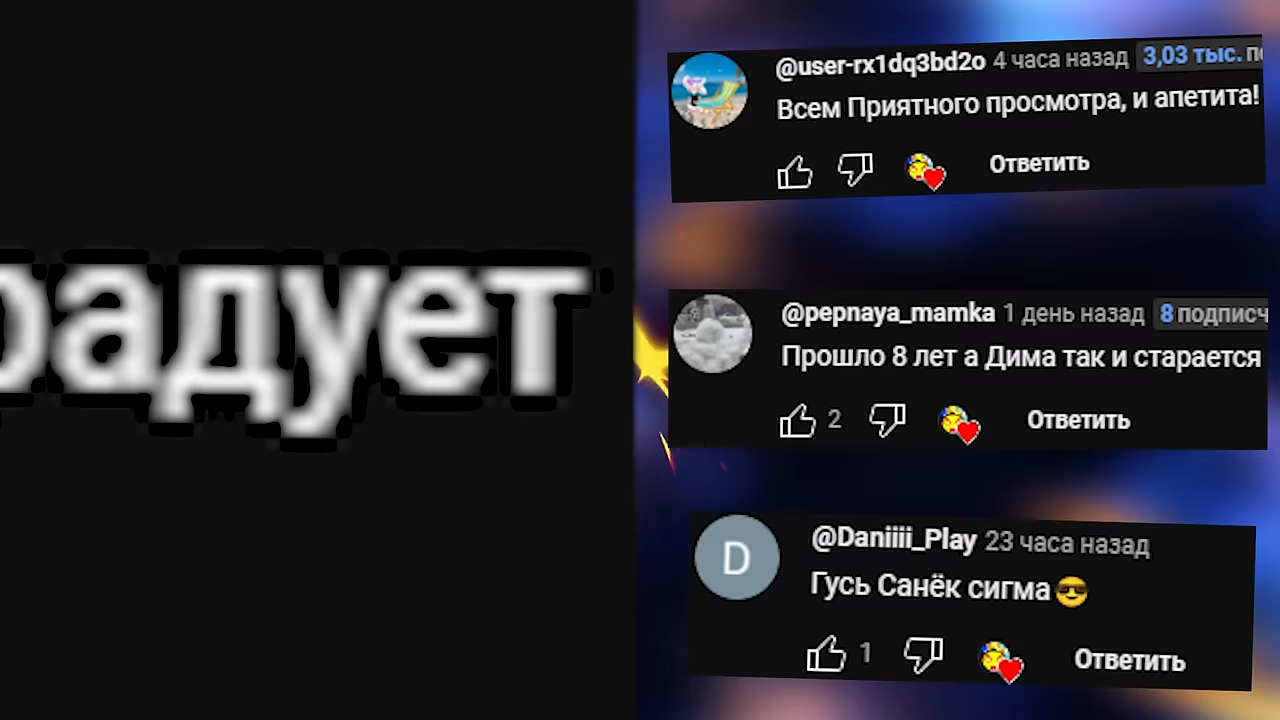 радует
@user-rx1dq3bd2o 4 часа назад 3,03 тыс.
Всем Приятного просмотра, и апетита!
Ответить
@pepnaya_mamka 1 день назад 8 подписч
Прошло 8 лет а Дима так и старается
2 Ответить
@Daniiii_Play 23 часа назад
Гусь Санёк сигма😎
1 Ответить
D